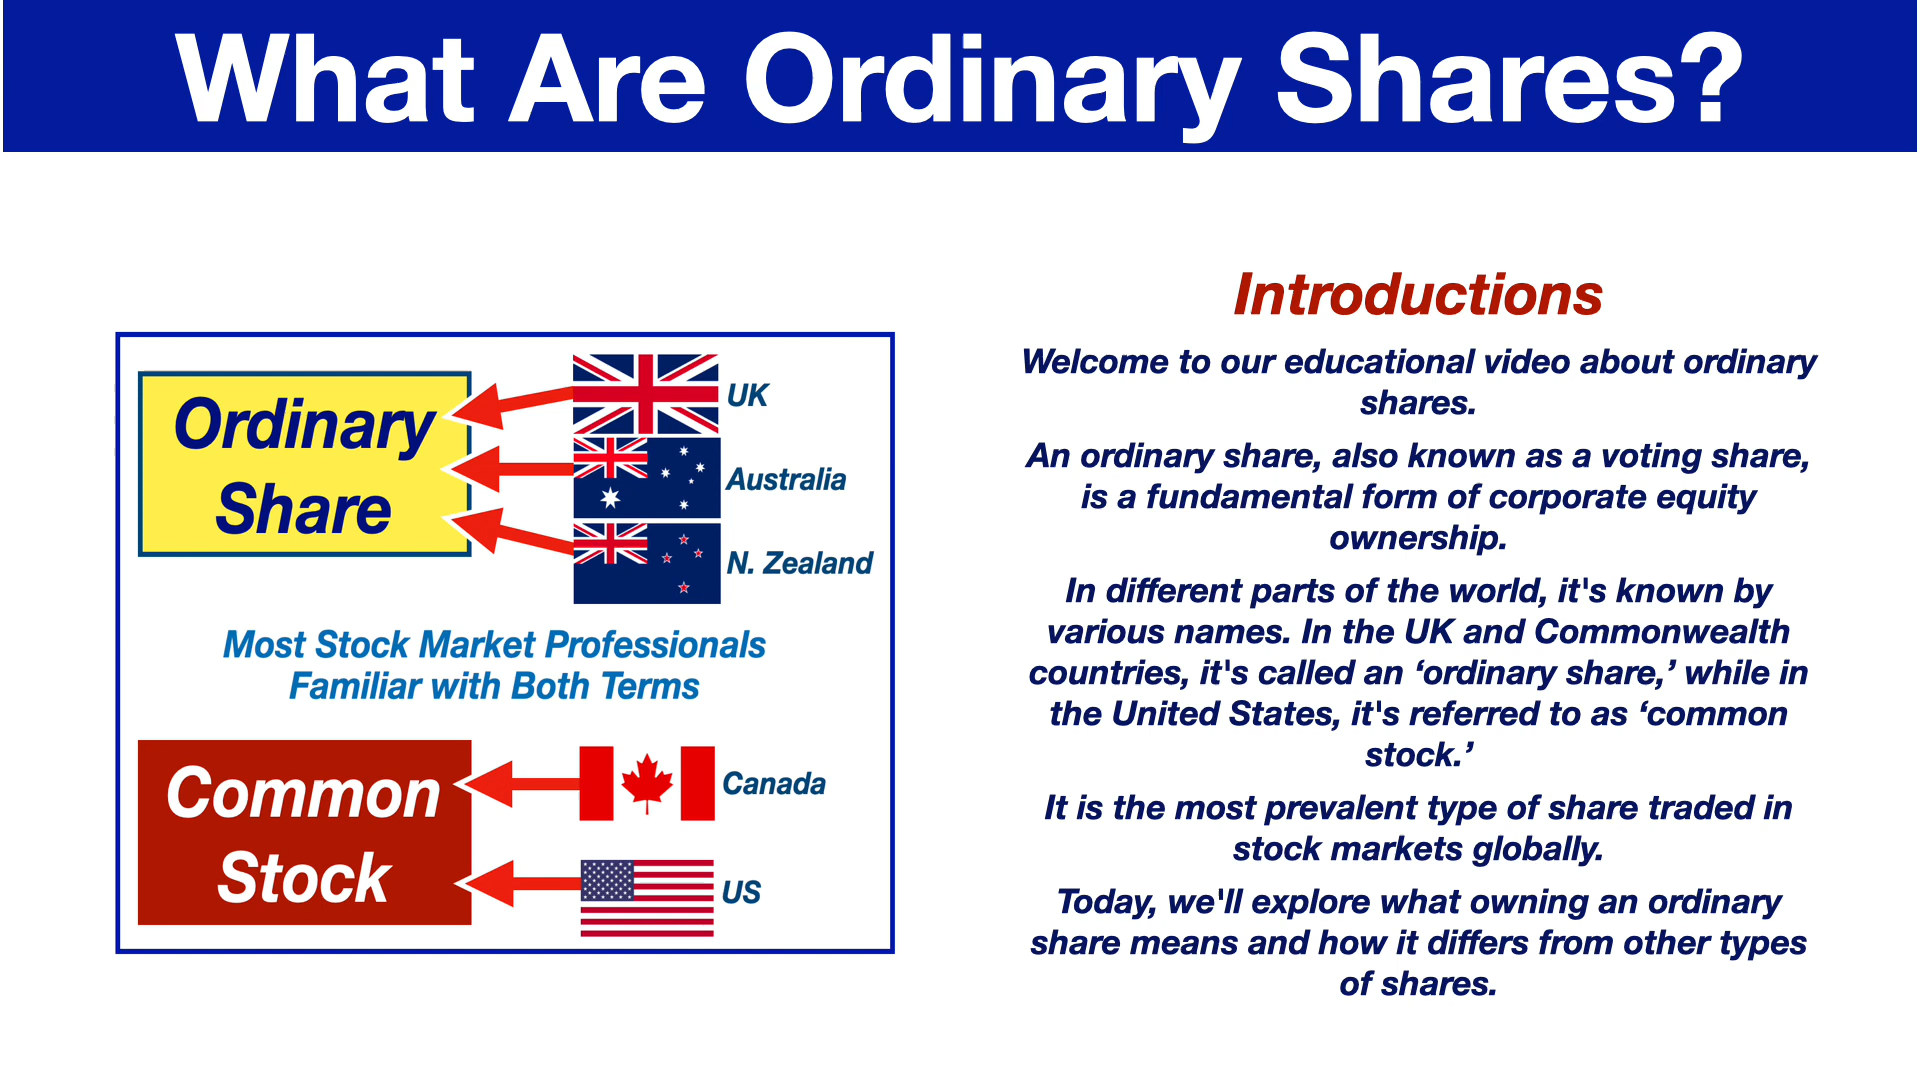 What Are Ordinary Shares?
Ordinary
Share
UK
Australia
N. Zealand
Most Stock Market Professionals
Familiar with Both Terms
Common
Stock
Canada
US
Introductions
Welcome to our educational video about ordinary
shares.
An ordinary share, also known as a voting share,
is a fundamental form of corporate equity
ownership.
In different parts of the world, it's known by
various names. In the UK and Commonwealth
countries, it's called an ‘ordinary share,’ while in
the United States, it's referred to as ‘common
stock.’
It is the most prevalent type of share traded in
stock markets globally.
Today, we'll explore what owning an ordinary
share means and how it differs from other types
of shares.